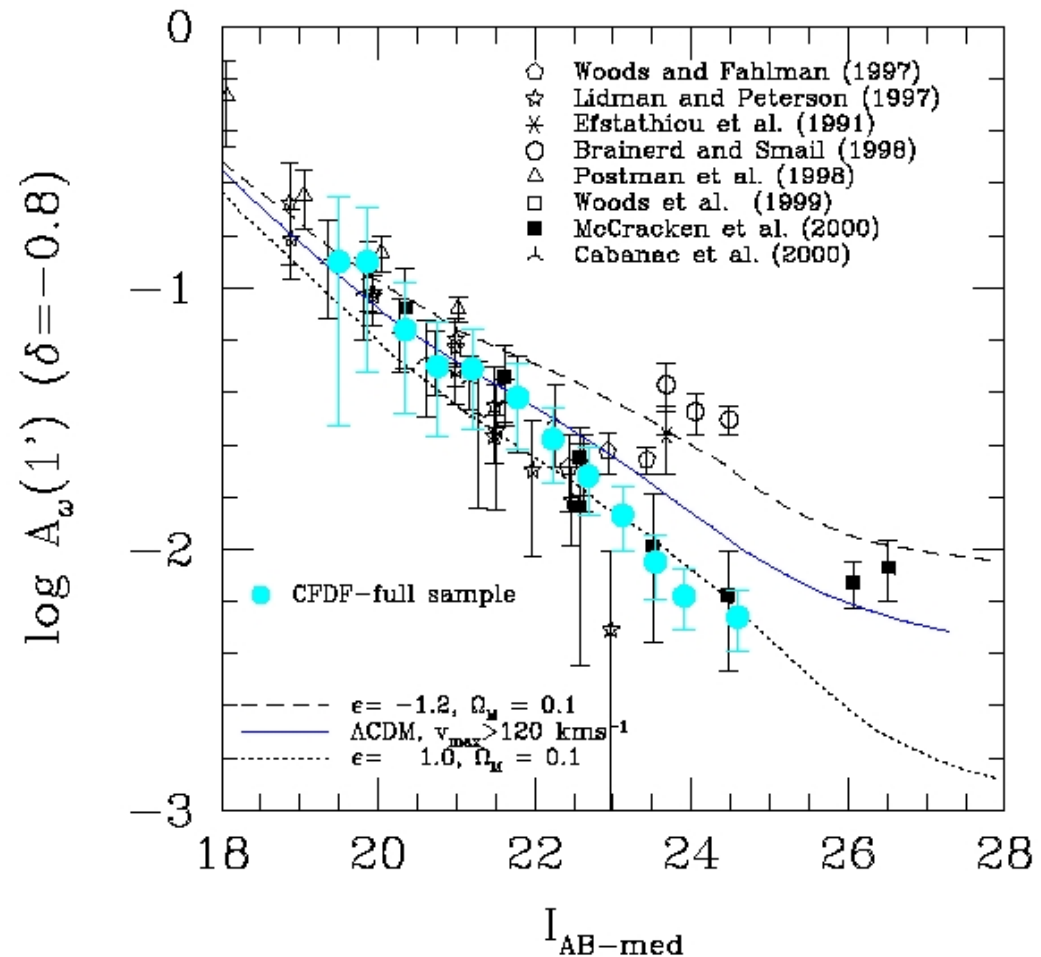 0
-1
-2
-3
18 20 22 24 26 28
log Aω(1') (δ=-0.8)
I_AB-med
Woods and Fahlman (1997)
Lidman and Peterson (1997)
Efstathiou et al. (1991)
Brainerd and Smail (1998)
Postman et al. (1998)
Woods et al. (1999)
McCracken et al. (2000)
Cabanac et al. (2000)
CFDF-full sample
ϵ= -1.2, Ω_M = 0.1
ΛCDM, v_max>120 kms⁻¹
ϵ= 1.0, Ω_M = 0.1